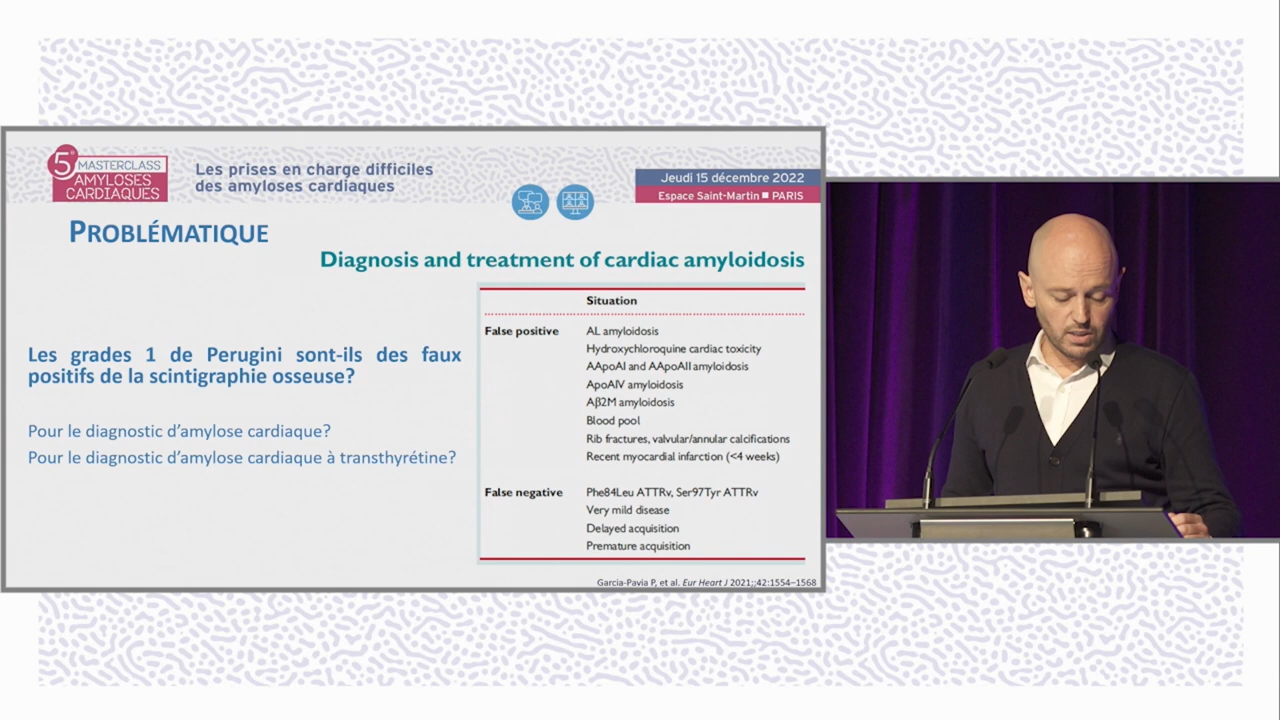 5e MASTERCLASS
AMYLOSES
CARDIAQUES
Les prises en charge difficiles
des amyloses cardiaques
Jeudi 15 décembre 2022
Espace Saint-Martin ■ PARIS
PROBLÉMATIQUE
Diagnosis and treatment of cardiac amyloidosis
Les grades 1 de Perugini sont-ils des faux
positifs de la scintigraphie osseuse?
Pour le diagnostic d'amylose cardiaque?
Pour le diagnostic d'amylose cardiaque à transthyrétine?
Situation
False positive AL amyloidosis
Hydroxychloroquine cardiac toxicity
AApoAI and AApoAII amyloidosis
ApoAIV amyloidosis
Aβ2M amyloidosis
Blood pool
Rib fractures, valvular/annular calcifications
Recent myocardial infarction (<4 weeks)
False negative Phe84Leu ATTRv, Ser97Tyr ATTRv
Very mild disease
Delayed acquisition
Premature acquisition
Garcia-Pavia P, et al. Eur Heart J 2021;;42:1554–1568